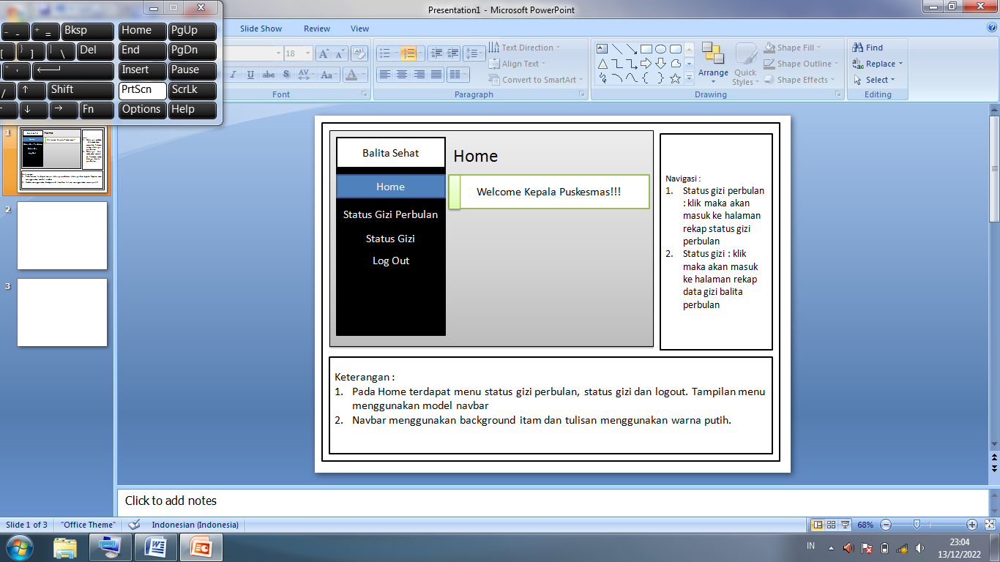 Presentation1 - Microsoft PowerPoint
Bksp Home PgUp
Del End PgDn
Insert Pause
Shift PrtScn ScrLk
Fn Options Help
Slide Show Review View
18
Text Direction
Align Text
Convert to SmartArt
Arrange
Quick
Styles
Shape Fill
Shape Outline
Shape Effects
Find
Replace
Select
Font Paragraph Drawing Editing
1
2
3
Balita Sehat
Home
Status Gizi Perbulan
Status Gizi
Log Out
Home
Welcome Kepala Puskesmas!!!
Navigasi :
1. Status gizi perbulan
: klik maka akan
masuk ke halaman
rekap status gizi
perbulan
2. Status gizi : klik
maka akan masuk
ke halaman rekap
data gizi balita
perbulan
Keterangan :
1. Pada Home terdapat menu status gizi perbulan, status gizi dan logout. Tampilan menu
menggunakan model navbar
2. Navbar menggunakan background itam dan tulisan menggunakan warna putih.
Click to add notes
Slide 1 of 3 "Office Theme" Indonesian (Indonesia) 68%
IN 23:04
13/12/2022